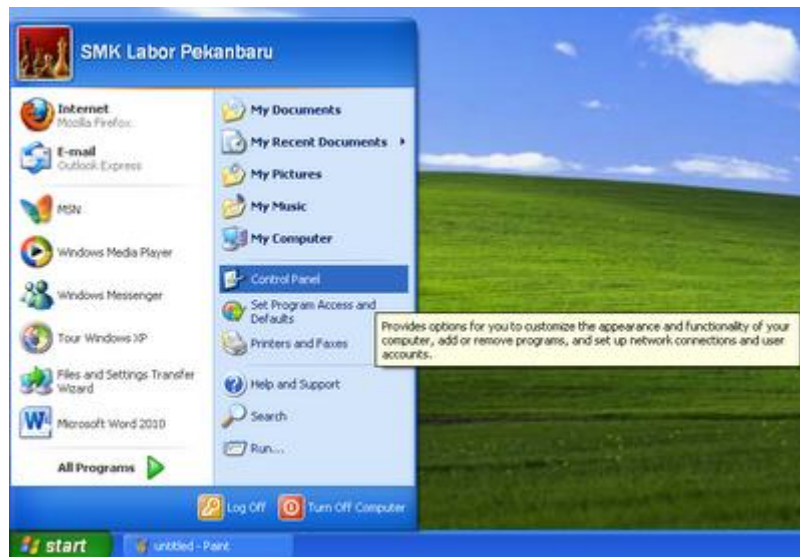 SMK Labor Pekanbaru
Internet
Mozilla Firefox
E-mail
Outlook Express
MSN
Windows Media Player
Windows Messenger
Tour Windows XP
Files and Settings Transfer
Wizard
Microsoft Word 2010
All Programs
My Documents
My Recent Documents
My Pictures
My Music
My Computer
Control Panel
Set Program Access and
Defaults
Printers and Faxes
Help and Support
Search
Run...
Provides options for you to customize the appearance and functionality of your
computer, add or remove programs, and set up network connections and user
accounts.
Log Off
Turn Off Computer
start
untitled - Paint